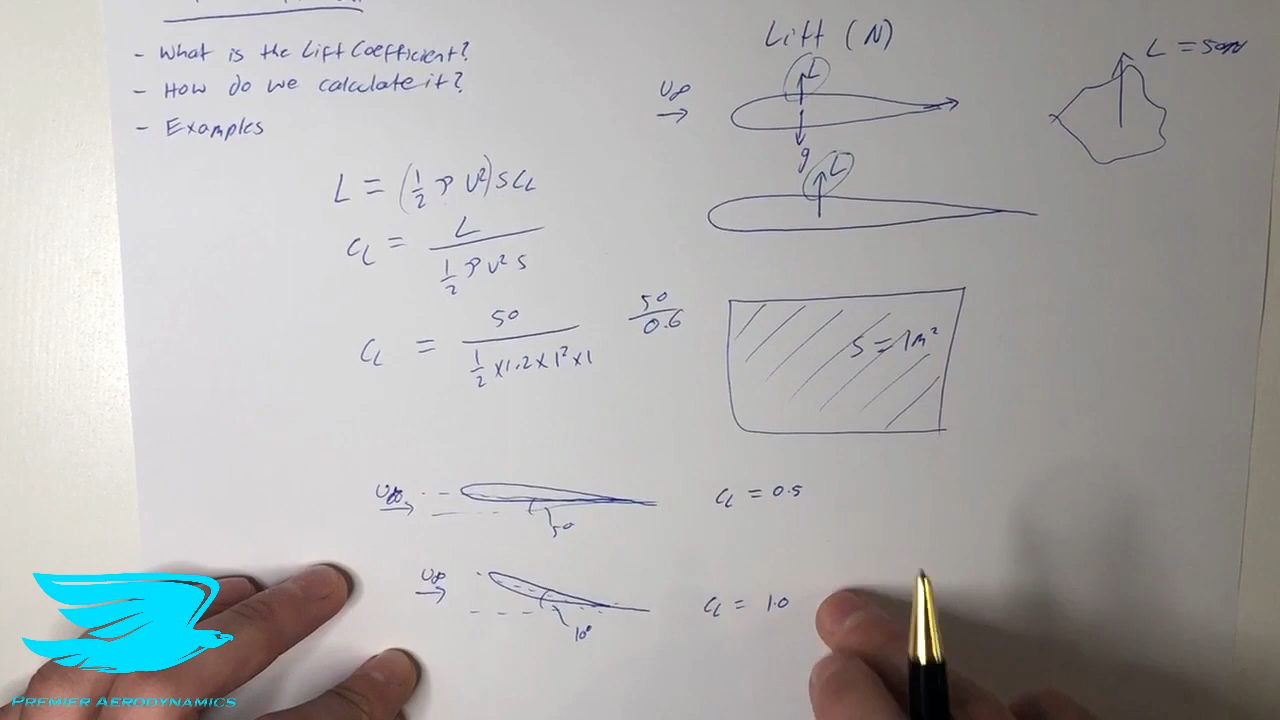 - What is the Lift Coefficient?
- How do we calculate it?
- Examples
Lift (N)
U∞
L
g
L
L = 50N
L = (1/2 ρ V²) S CL
CL = L / (1/2 ρ V² S)
CL = 50 / (1/2 × 1.2 × 1² × 1)
50 / 0.6
S = 1m²
U∞
5°
CL = 0.5
U∞
10°
CL = 1.0
PREMIER AERODYNAMICS